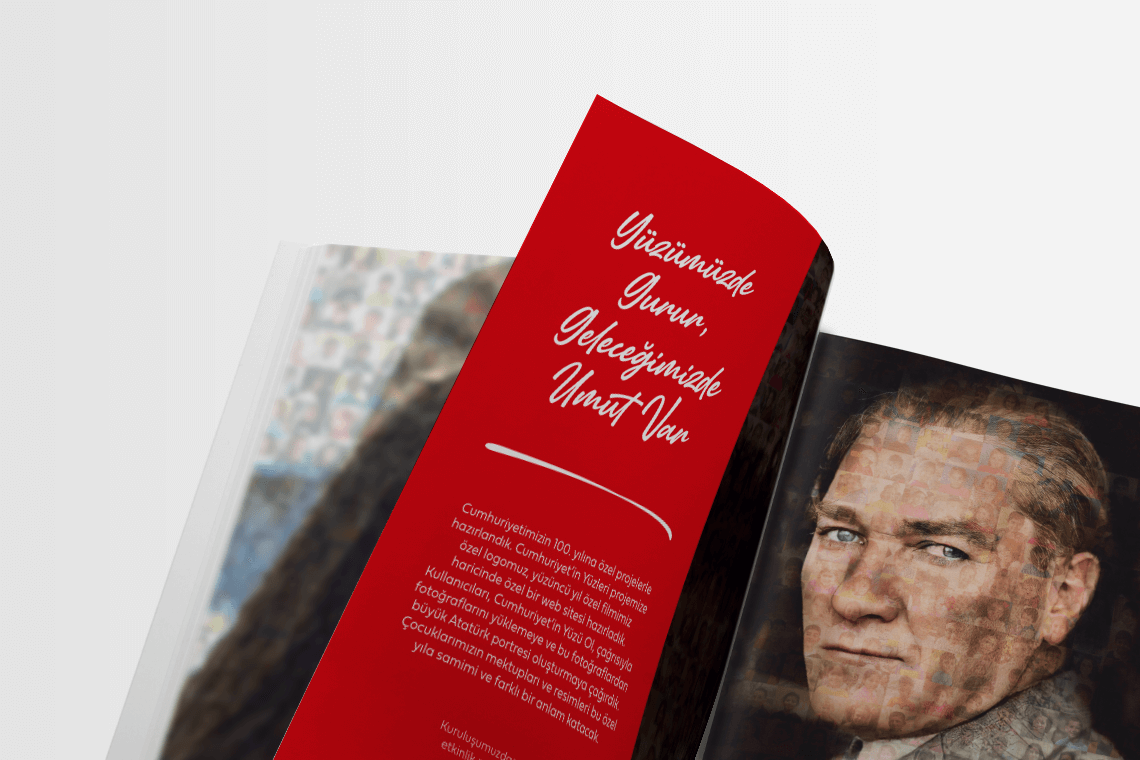 Yüzümüzde
Gurur,
Geleceğimizde
Umut Var
Cumhuriyetimizin 100. yılına özel projelerle
hazırlandık. Cumhuriyet'in Yüzleri projemize
özel logomuz, yüzüncü yıl özel filmimiz
haricinde özel bir web sitesi hazırladık.
Kullanıcıları, Cumhuriyet'in Yüzü Ol, çağrısıyla
fotoğraflarını yüklemeye ve bu fotoğraflardan
büyük Atatürk portresi oluşturmaya çağırdık.
Çocuklarımızın mektupları ve resimleri bu özel
yıla samimi ve farklı bir anlam katacak.
Kuruluşumuzda
etkinlik